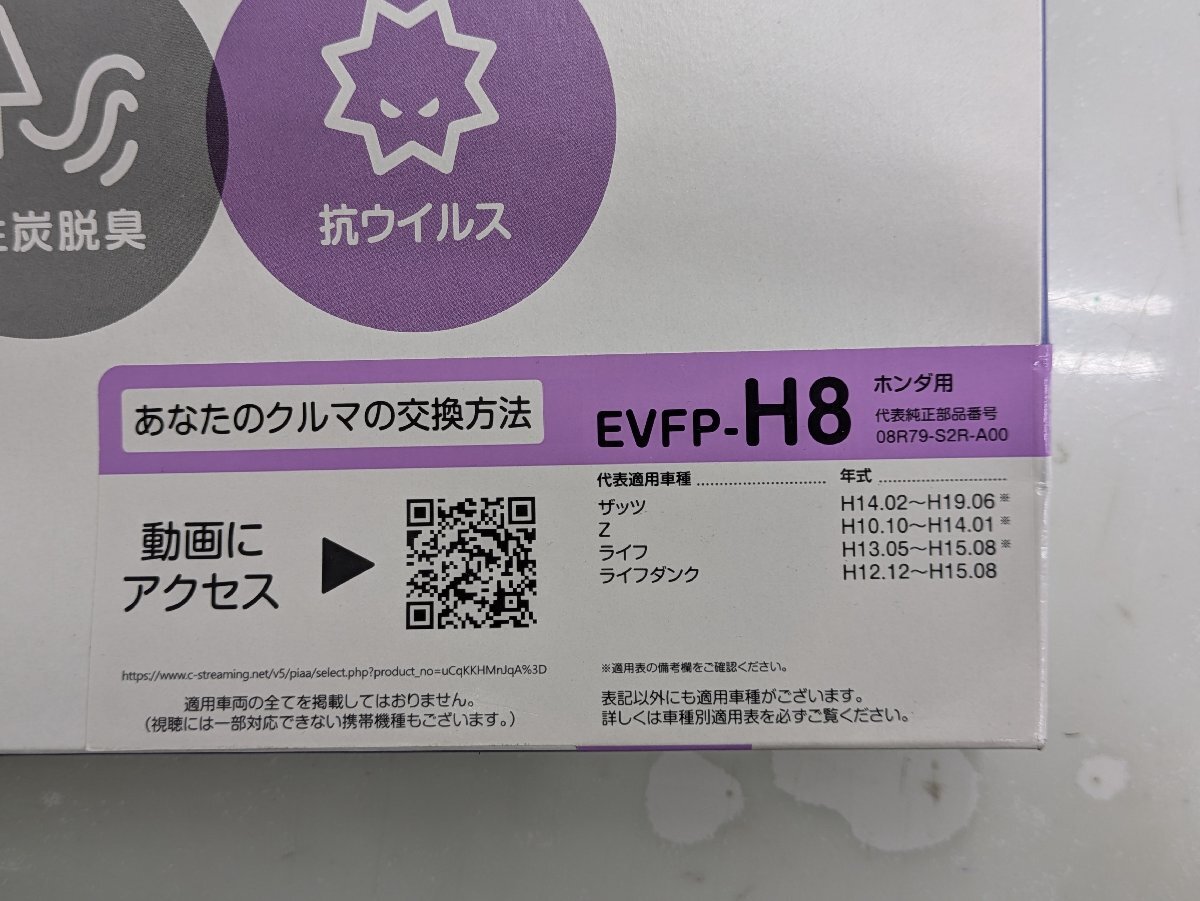 炭脱臭
抗ウイルス
あなたのクルマの交換方法
EVFP-H8
ホンダ用
代表純正部品番号
08R79-S2R-A00
動画に
アクセス
https://www.c-streaming.net/v5/piaa/select.php?product_no=uCqKKHMnJqA%3D
適用車両の全てを掲載してはおりません。
(視聴には一部対応できない携帯機種もございます。)
代表適用車種 年式
ザッツ H14.02〜H19.06※
Z H10.10〜H14.01※
ライフ H13.05〜H15.08※
ライフダンク H12.12〜H15.08
※適用表の備考欄をご確認ください。
表記以外にも適用車種がございます。
詳しくは車種別適用表を必ずご覧ください。